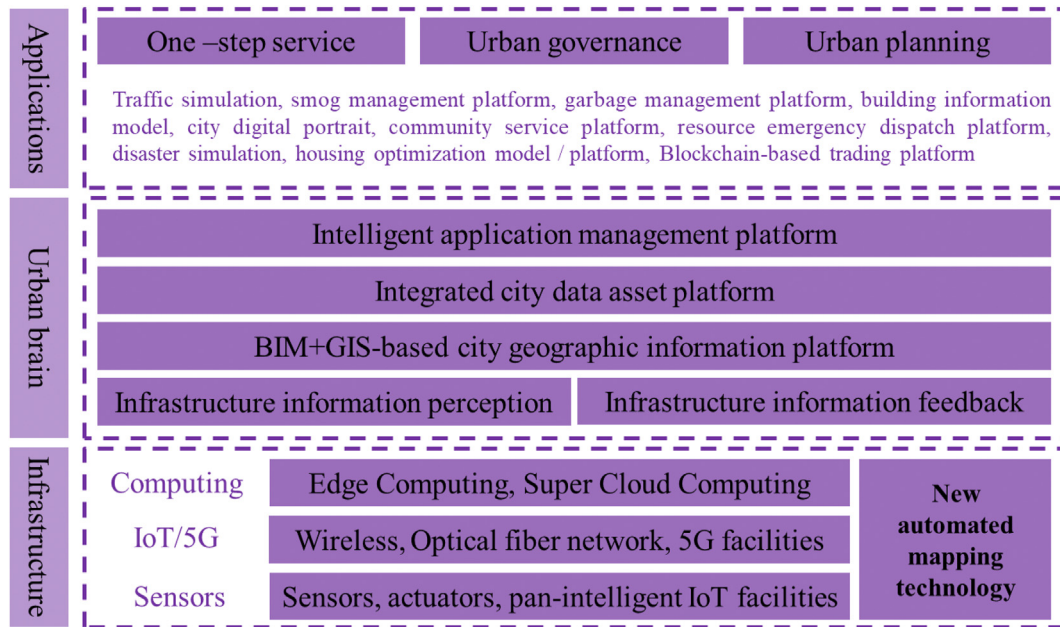 Applications
One –step service
Urban governance
Urban planning
Traffic simulation, smog management platform, garbage management platform, building information
model, city digital portrait, community service platform, resource emergency dispatch platform,
disaster simulation, housing optimization model / platform, Blockchain-based trading platform
Urban brain
Intelligent application management platform
Integrated city data asset platform
BIM+GIS-based city geographic information platform
Infrastructure information perception
Infrastructure information feedback
Infrastructure
Computing
Edge Computing, Super Cloud Computing
IoT/5G
Wireless, Optical fiber network, 5G facilities
Sensors
Sensors, actuators, pan-intelligent IoT facilities
New
automated
mapping
technology